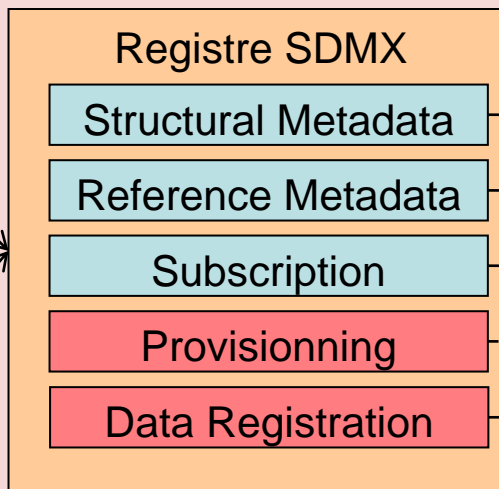 Registre SDMX
Structural Metadata
Reference Metadata
Subscription
Provisionning
Data Registration